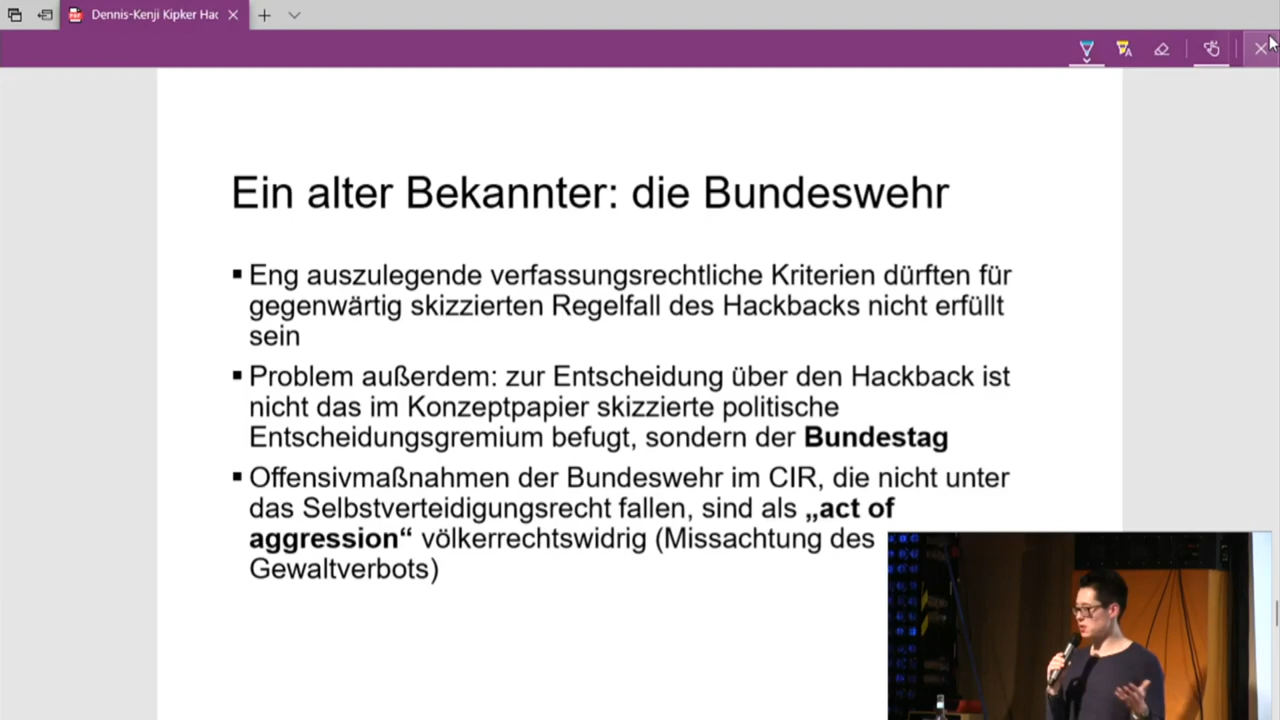 Dennis-Kenji Kipker Hac
Ein alter Bekannter: die Bundeswehr
Eng auszulegende verfassungsrechtliche Kriterien dürften für
gegenwärtig skizzierten Regelfall des Hackbacks nicht erfüllt
sein
Problem außerdem: zur Entscheidung über den Hackback ist
nicht das im Konzeptpapier skizzierte politische
Entscheidungsgremium befugt, sondern der Bundestag
Offensivmaßnahmen der Bundeswehr im CIR, die nicht unter
das Selbstverteidigungsrecht fallen, sind als „act of
aggression“ völkerrechtswidrig (Missachtung des
Gewaltverbots)